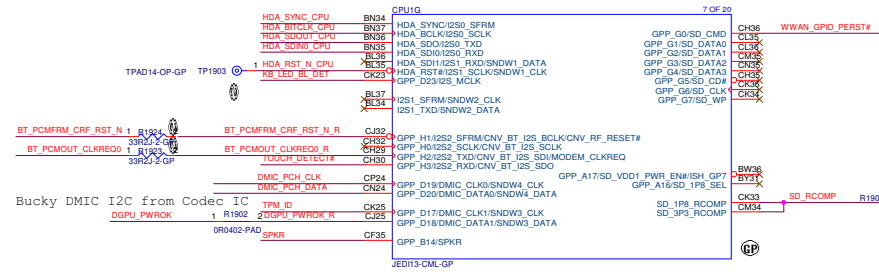 CPU1G 7 OF 20
HDA_SYNC_CPU BN34 HDA_SYNC/I2S0_SFRM
HDA_BITCLK_CPU BN37 HDA_BCLK/I2S0_SCLK
HDA_SDOUT_CPU BN36 HDA_SDO/I2S0_TXD
HDA_SDIN0_CPU BN35 HDA_SDI0/I2S0_RXD
BL36 HDA_SDI1/I2S1_RXD/SNDW1_DATA
TPAD14-OP-GP TP1903 1 HDA_RST_N_CPU BL35 HDA_RST#/I2S1_SCLK/SNDW1_CLK
KB_LED_BL_DET CK23 GPP_D23/I2S_MCLK
BL37 I2S1_SFRM/SNDW2_CLK
BL34 I2S1_TXD/SNDW2_DATA
GPP_G0/SD_CMD CH36 WWAN_GPIO_PERST#
GPP_G1/SD_DATA0 CL35
GPP_G2/SD_DATA1 CL36
GPP_G3/SD_DATA2 CM35
GPP_G4/SD_DATA3 CN35
GPP_G5/SD_CD# CH35
GPP_G6/SD_CLK CK36
GPP_G7/SD_WP CK34
BT_PCMFRM_CRF_RST_N 1 R1924 BT_PCMFRM_CRF_RST_N_R CJ32 GPP_H1/I2S2_SFRM/CNV_BT_I2S_BCLK/CNV_RF_RESET#
33R2J-2-GP
CH32 GPP_H0/I2S2_SCLK/CNV_BT_I2S_SCLK
BT_PCMOUT_CLKREQ0 1 R1923 BT_PCMOUT_CLKREQ0_R CH29 GPP_H2/I2S2_TXD/CNV_BT_I2S_SDI/MODEM_CLKREQ
33R2J-2-GP
TOUCH_DETECT# CH30 GPP_H3/I2S2_RXD/CNV_BT_I2S_SDO
GPP_A17/SD_VDD1_PWR_EN#/ISH_GP7 BW36
GPP_A16/SD_1P8_SEL BY31
DMIC_PCH_CLK CP24 GPP_D19/DMIC_CLK0/SNDW4_CLK
DMIC_PCH_DATA CN24 GPP_D20/DMIC_DATA0/SNDW4_DATA
Bucky DMIC I2C from Codec IC
TPM_ID CK25 GPP_D17/DMIC_CLK1/SNDW3_CLK
DGPU_PWROK 1 R1902 2 DGPU_PWROK_R CJ25 GPP_D18/DMIC_DATA1/SNDW3_DATA
0R0402-PAD
SD_1P8_RCOMP CK33 SD_RCOMP R190
SD_3P3_RCOMP CM34
SPKR CF35 GPP_B14/SPKR
GP
JEDI13-CML-GP